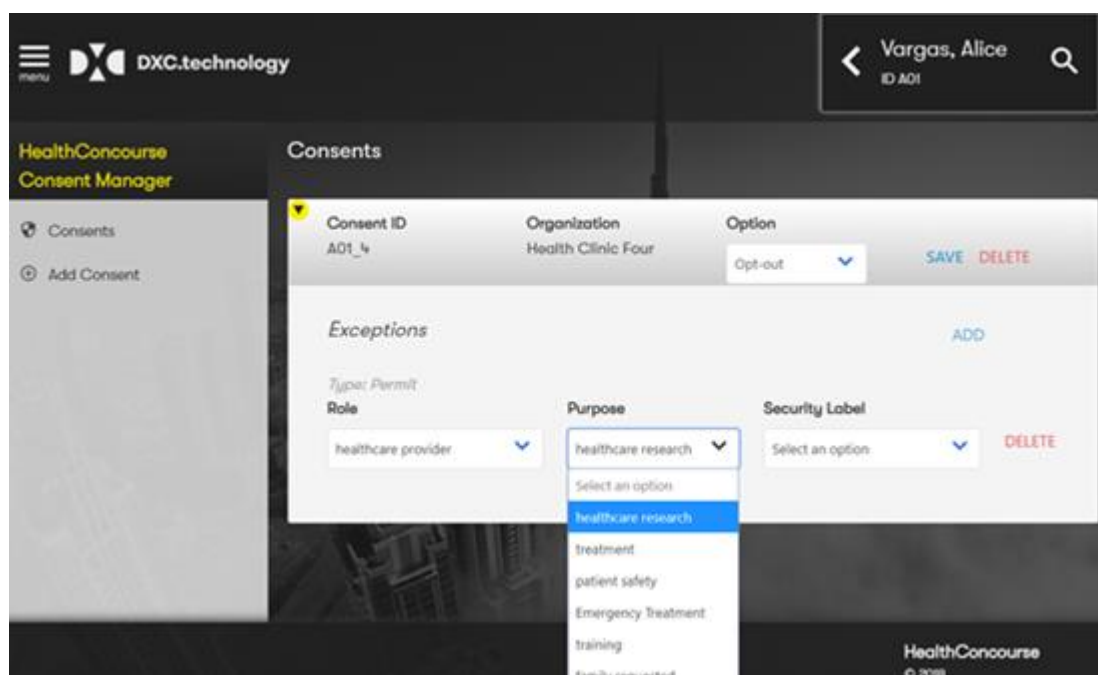 menu
DXC.technology
Vargas, Alice
ID A01
HealthConcourse
Consent Manager
Consents
Add Consent
Consents
Consent ID
A01_4
Organization
Health Clinic Four
Option
Opt-out
SAVE DELETE
Exceptions
ADD
Type: Permit
Role
Purpose
Security Label
healthcare provider
healthcare research
Select an option
DELETE
Select an option
healthcare research
treatment
patient safety
Emergency Treatment
training
family requested
HealthConcourse